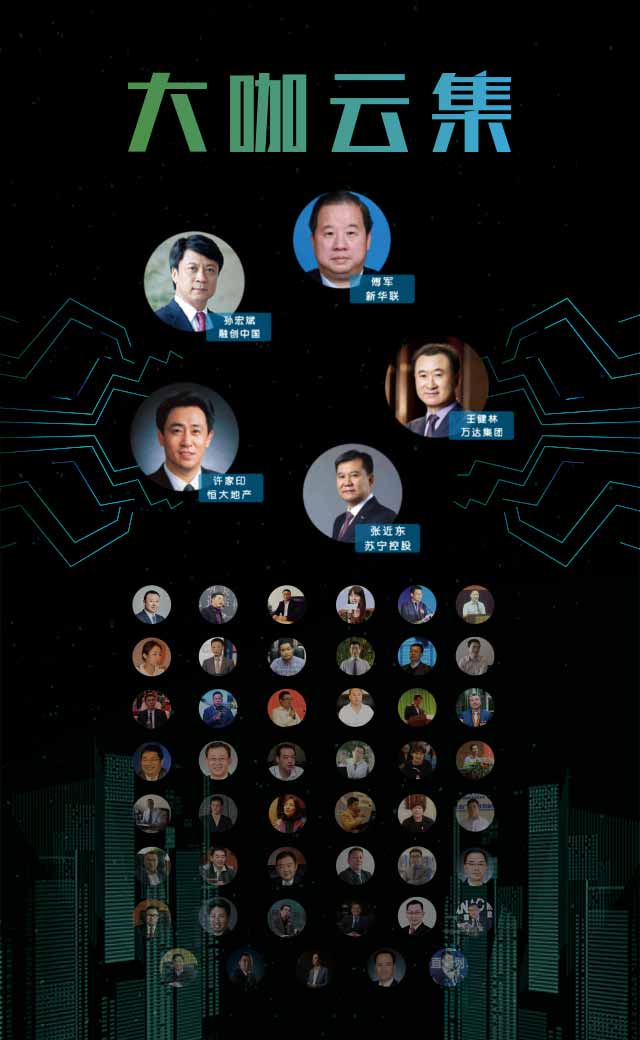 大咖云集
傅军
新华联
孙宏斌
融创中国
王健林
万达集团
许家印
恒大地产
张近东
苏宁控股